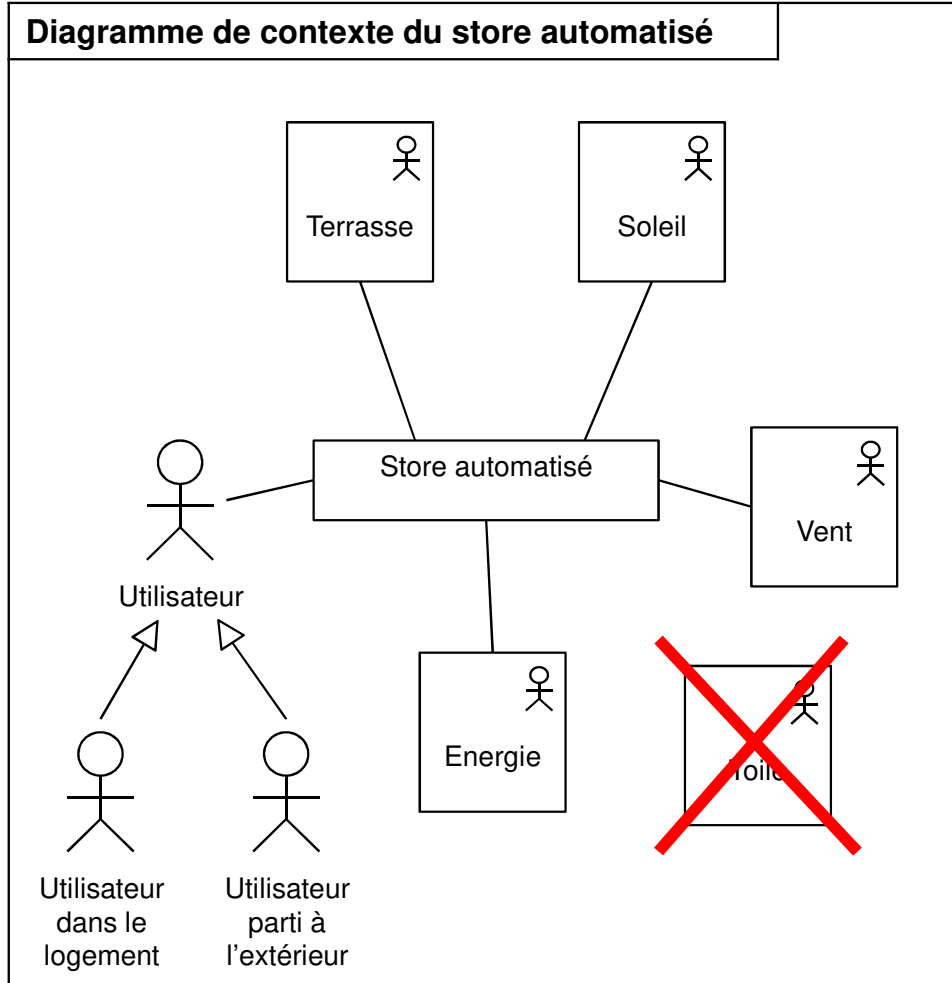 Diagramme de contexte du store automatisé
Terrasse
Soleil
Store automatisé
Vent
Utilisateur
Energie
Toile
Utilisateur
dans le
logement
Utilisateur
parti à
l'extérieur